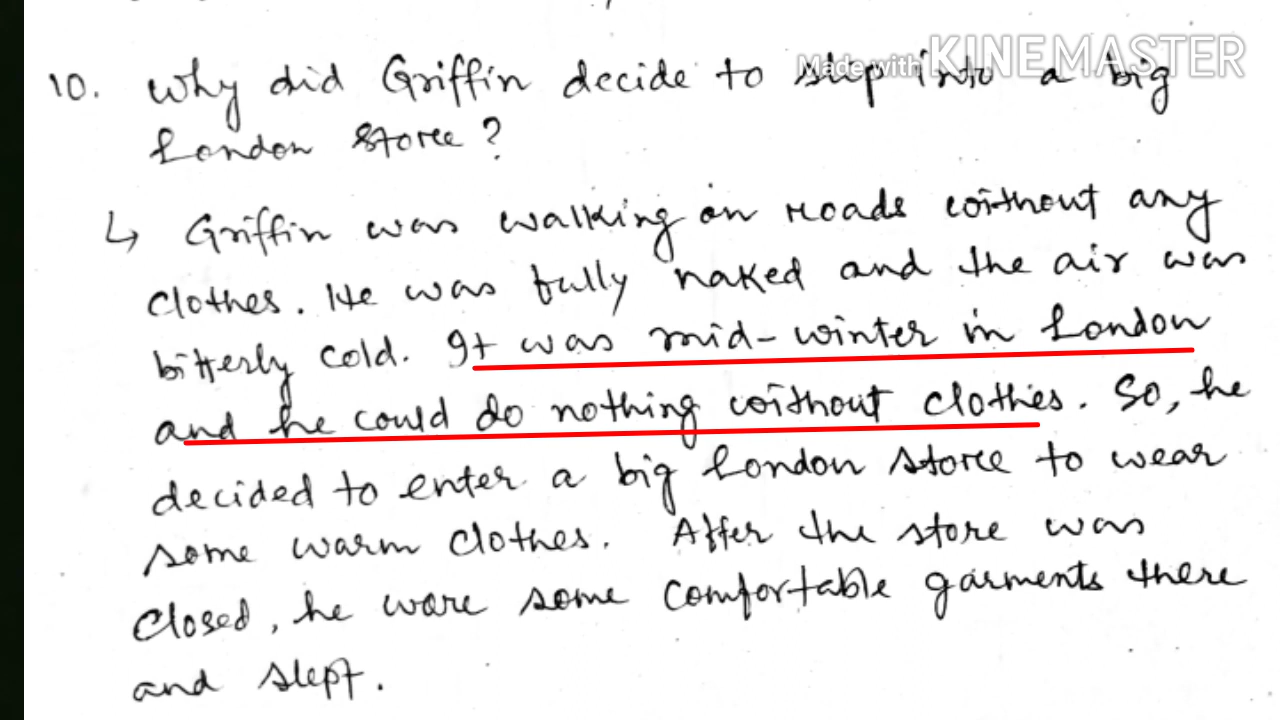 Made with KINEMASTER
10. Why did Griffin decide to slip into a big
London store?
↳ Griffin was walking on roads without any
clothes. He was fully naked and the air was
bitterly cold. It was mid-winter in London
and he could do nothing without clothes. So, he
decided to enter a big London store to wear
some warm clothes. After the store was
closed, he wore some comfortable garments there
and slept.